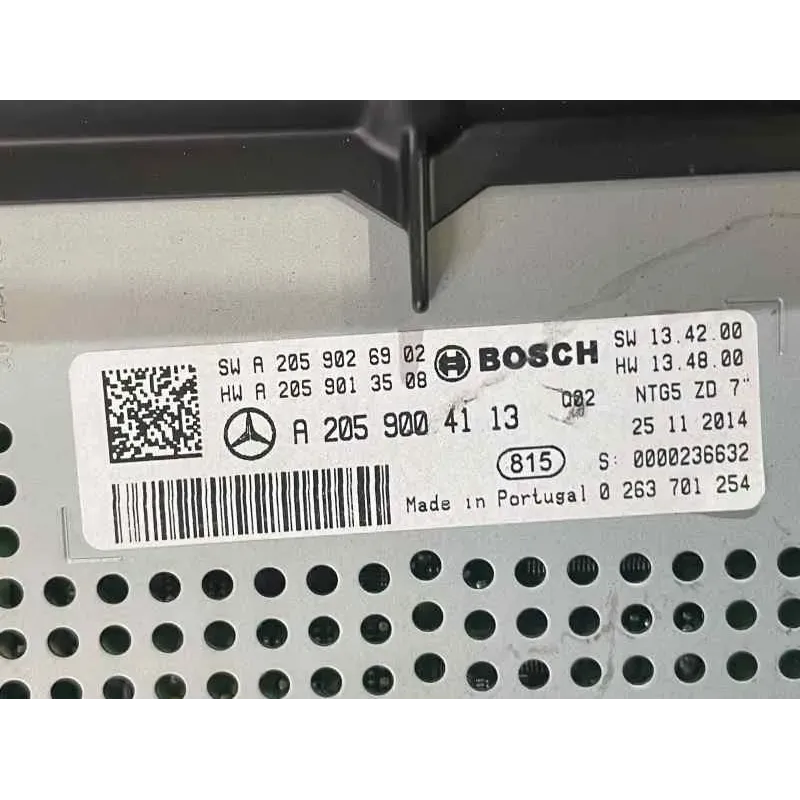 SW A 205 902 69 02
HW A 205 901 35 08
BOSCH
SW 13.42.00
HW 13.48.00
A 205 900 41 13
Q02
NTG5 ZD 7"
25 11 2014
815
S: 0000236632
Made in Portugal 0 263 701 254